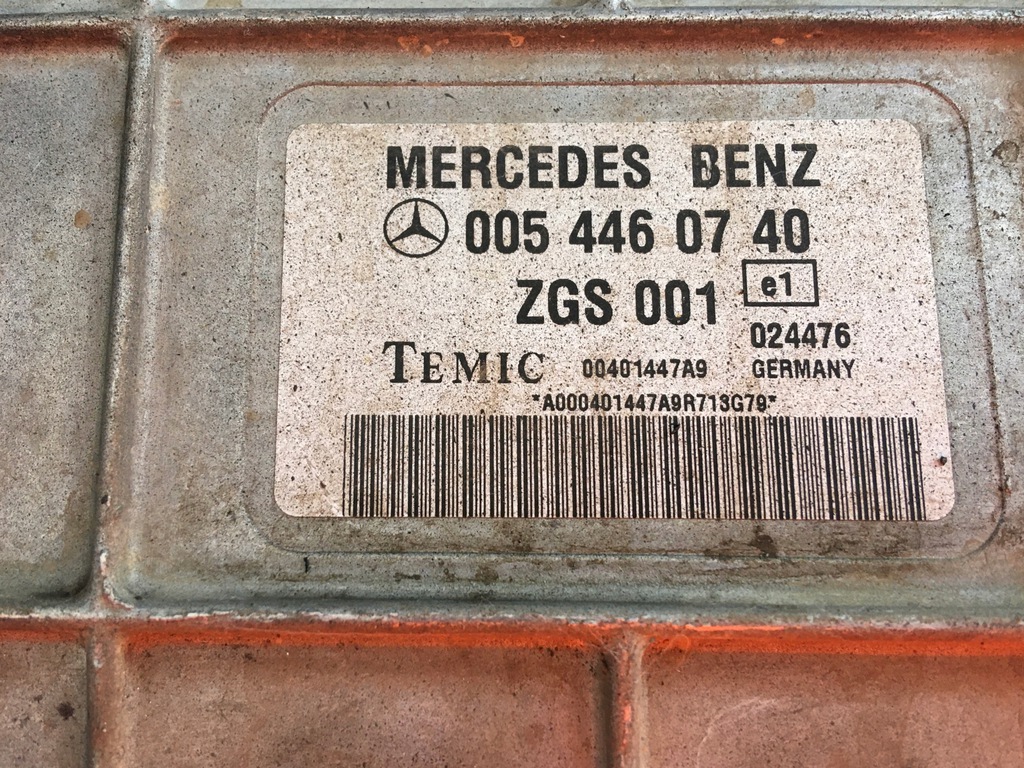 MERCEDES BENZ
005 446 07 40
ZGS 001 e1
024476
TEMIC 00401447A9 GERMANY
*A000401447A9R713G79*